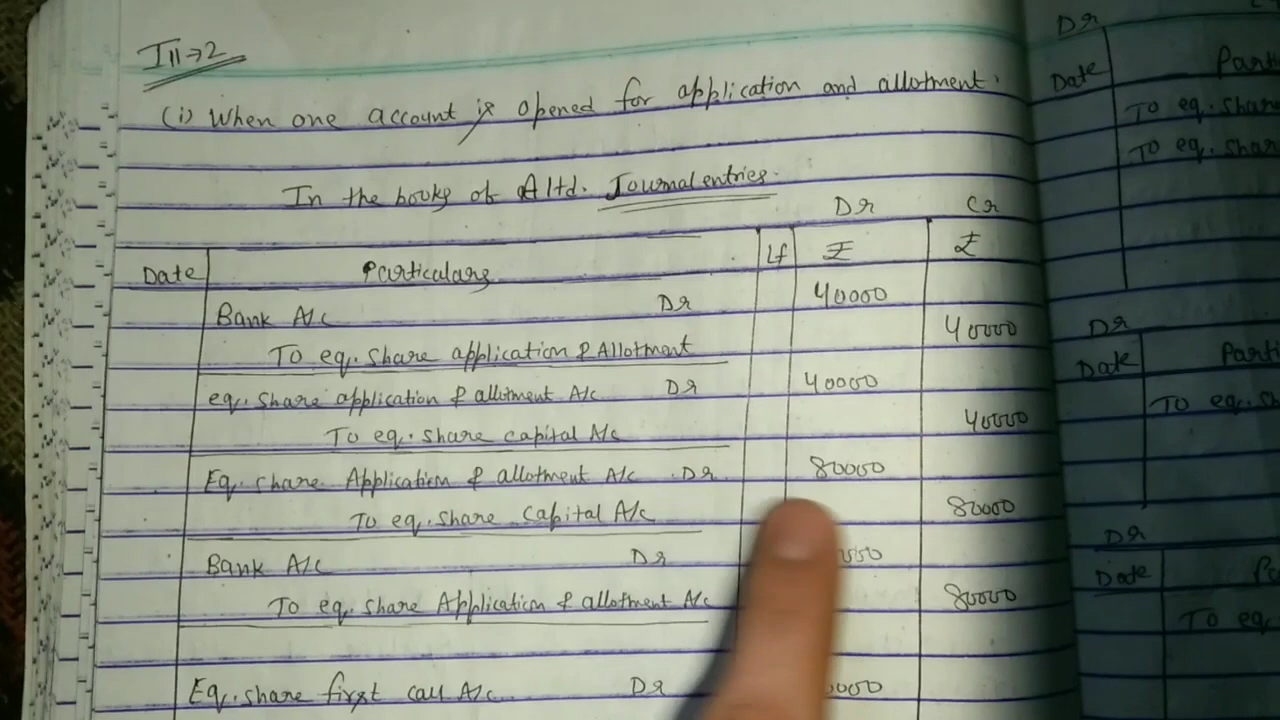 Ill→2
(i) When one account is opened for application and allotment.
In the books of A ltd. Journal entries.
Dr Cr
Date Particulars Lf ₹ ₹
Bank A/c Dr 40000
To eq. share application & Allotment 40000
eq. share application & allotment A/c Dr 40000
To eq. share capital A/c 40000
Eq. share Application & allotment A/c .Dr. 80000
To eq. share capital A/c 80000
Bank A/c Dr
To eq. share Application & allotment A/c 80000
Eq. share first call A/c. Dr
Dr
Date
To eq. share
To eq. shar
Dr
Date
To eq. sh
Dr
Date
To eq.